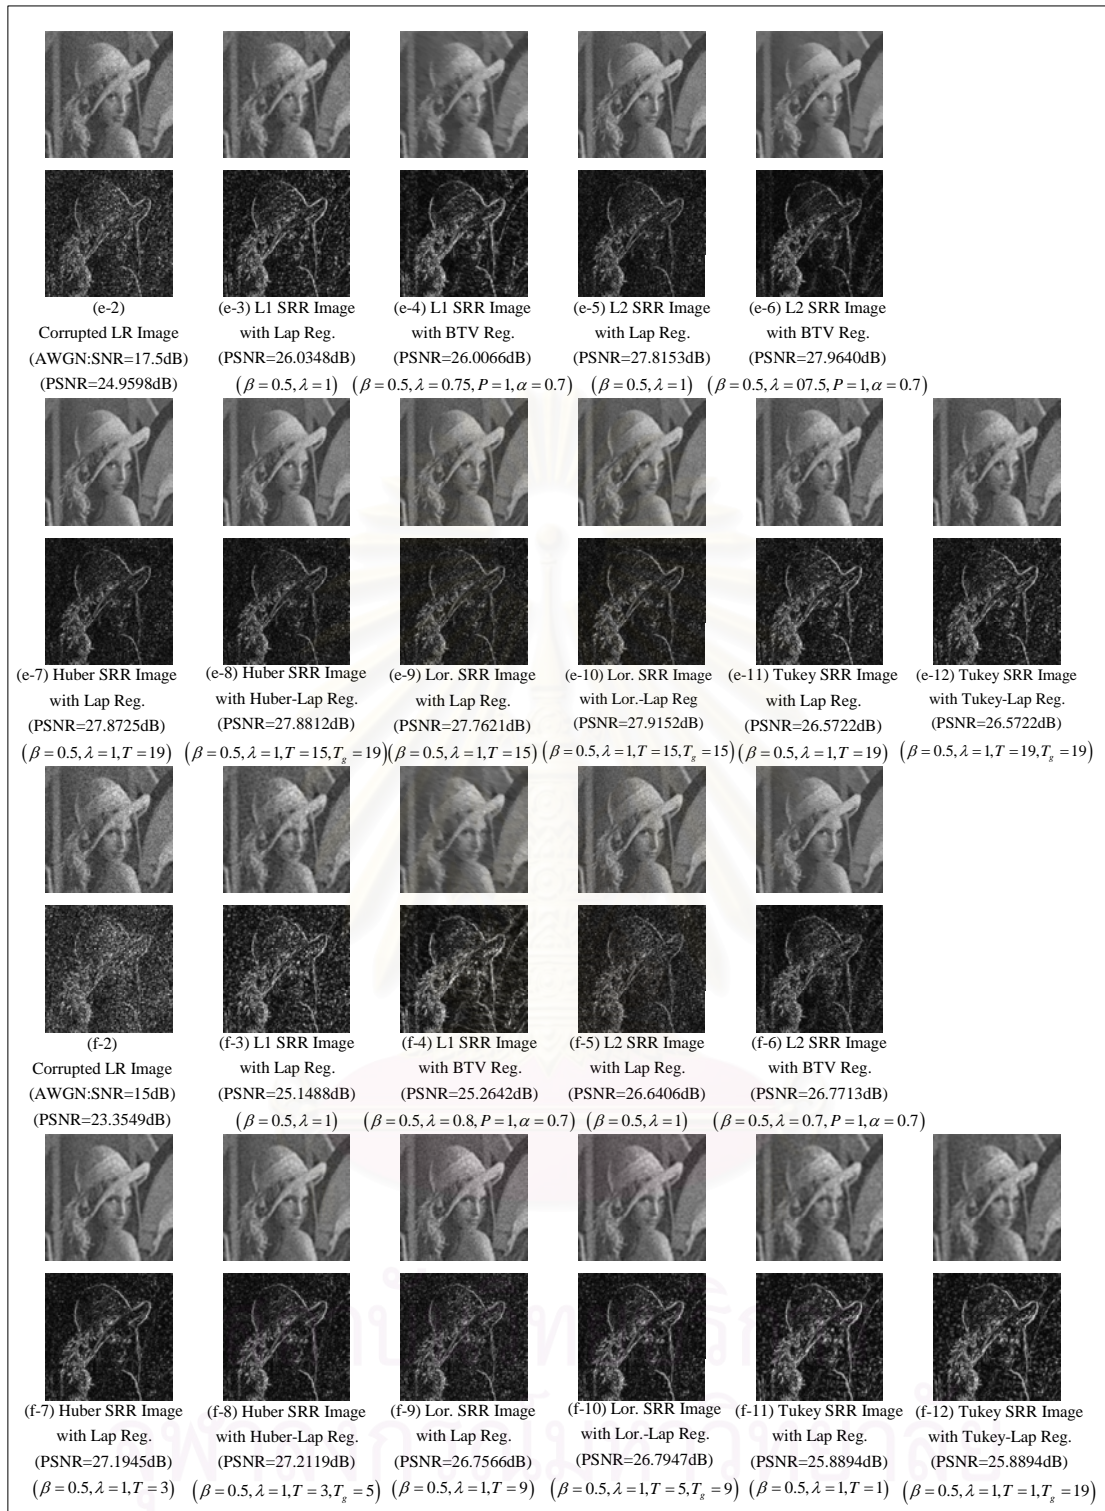 (e-2)
Corrupted LR Image
(AWGN:SNR=17.5dB)
(PSNR=24.9598dB)
(e-3) L1 SRR Image
with Lap Reg.
(PSNR=26.0348dB)
(β = 0.5, λ = 1)
(e-4) L1 SRR Image
with BTV Reg.
(PSNR=26.0066dB)
(β = 0.5, λ = 0.75, P = 1, α = 0.7)
(e-5) L2 SRR Image
with Lap Reg.
(PSNR=27.8153dB)
(β = 0.5, λ = 1)
(e-6) L2 SRR Image
with BTV Reg.
(PSNR=27.9640dB)
(β = 0.5, λ = 07.5, P = 1, α = 0.7)
(e-7) Huber SRR Image
with Lap Reg.
(PSNR=27.8725dB)
(β = 0.5, λ = 1, T = 19)
(e-8) Huber SRR Image
with Huber-Lap Reg.
(PSNR=27.8812dB)
(β = 0.5, λ = 1, T = 15, T_g = 19)
(e-9) Lor. SRR Image
with Lap Reg.
(PSNR=27.7621dB)
(β = 0.5, λ = 1, T = 15)
(e-10) Lor. SRR Image
with Lor.-Lap Reg
(PSNR=27.9152dB)
(β = 0.5, λ = 1, T = 15, T_g = 15)
(e-11) Tukey SRR Image
with Lap Reg.
(PSNR=26.5722dB)
(β = 0.5, λ = 1, T = 19)
(e-12) Tukey SRR Image
with Tukey-Lap Reg.
(PSNR=26.5722dB)
(β = 0.5, λ = 1, T = 19, T_g = 19)
(f-2)
Corrupted LR Image
(AWGN:SNR=15dB)
(PSNR=23.3549dB)
(f-3) L1 SRR Image
with Lap Reg.
(PSNR=25.1488dB)
(β = 0.5, λ = 1)
(f-4) L1 SRR Image
with BTV Reg.
(PSNR=25.2642dB)
(β = 0.5, λ = 0.8, P = 1, α = 0.7)
(f-5) L2 SRR Image
with Lap Reg.
(PSNR=26.6406dB)
(β = 0.5, λ = 1)
(f-6) L2 SRR Image
with BTV Reg.
(PSNR=26.7713dB)
(β = 0.5, λ = 0.7, P = 1, α = 0.7)
(f-7) Huber SRR Image
with Lap Reg.
(PSNR=27.1945dB)
(β = 0.5, λ = 1, T = 3)
(f-8) Huber SRR Image
with Huber-Lap Reg.
(PSNR=27.2119dB)
(β = 0.5, λ = 1, T = 3, T_g = 5)
(f-9) Lor. SRR Image
with Lap Reg.
(PSNR=26.7566dB)
(β = 0.5, λ = 1, T = 9)
(f-10) Lor. SRR Image
with Lor.-Lap Reg.
(PSNR=26.7947dB)
(β = 0.5, λ = 1, T = 5, T_g = 9)
(f-11) Tukey SRR Image
with Lap Reg.
(PSNR=25.8894dB)
(β = 0.5, λ = 1, T = 1)
(f-12) Tukey SRR Image
with Tukey-Lap Reg.
(PSNR=25.8894dB)
(β = 0.5, λ = 1, T = 1, T_g = 19)